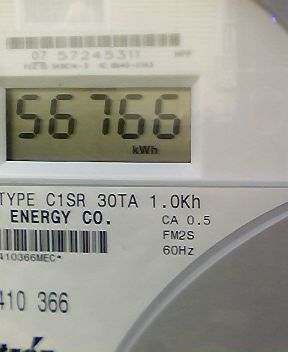 07 57245311
56766
kWh
TYPE C1SR 30TA 1.0Kh
ENERGY CO.
CA 0.5
FM2S
60Hz
410366MEC*
410 366